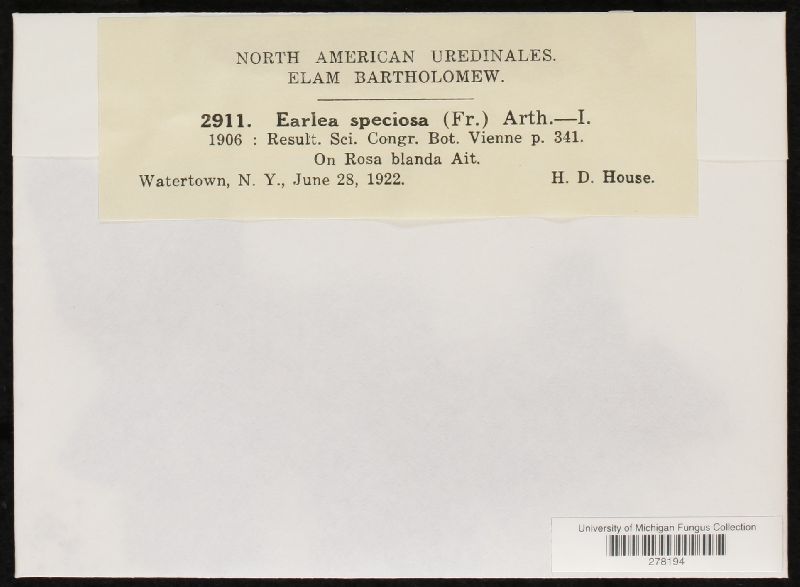 NORTH AMERICAN UREDINALES.
ELAM BARTHOLOMEW.
2911. Earlea speciosa (Fr.) Arth.—I.
1906 : Result. Sci. Congr. Bot. Vienne p. 341.
On Rosa blanda Ait.
Watertown, N. Y., June 28, 1922. H. D. House.
University of Michigan Fungus Collection
278194